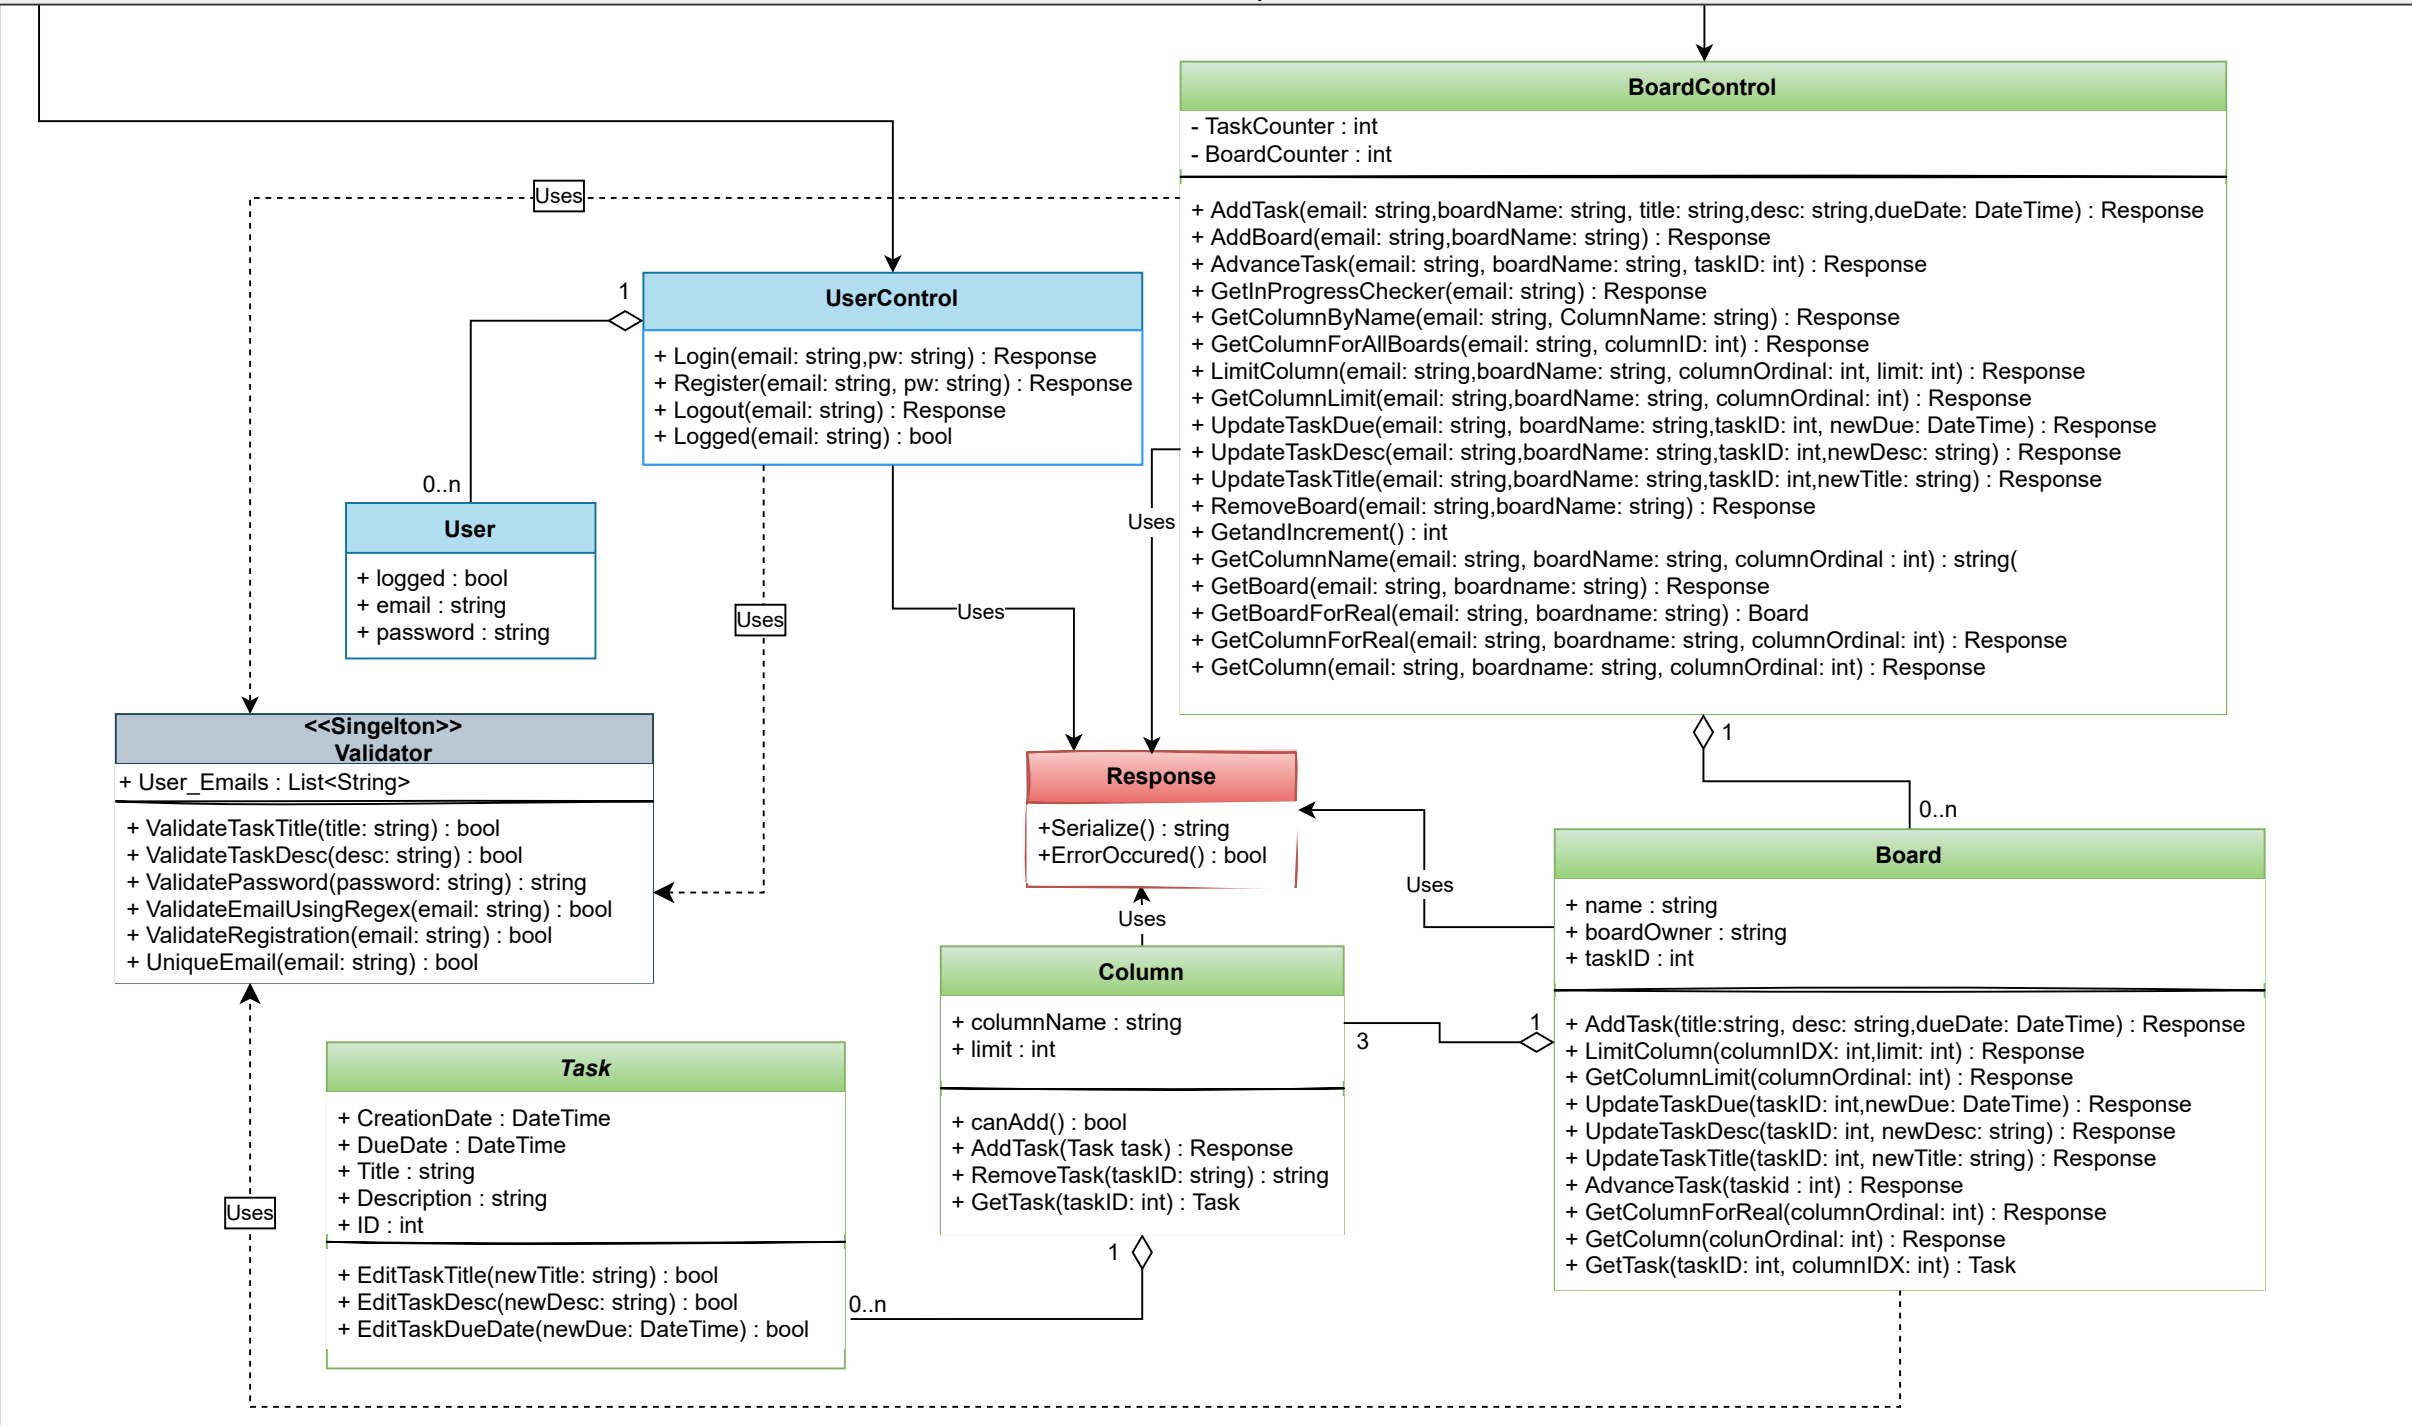 BoardControl
- TaskCounter : int
- BoardCounter : int
+ AddTask(email: string,boardName: string, title: string,desc: string,dueDate: DateTime) : Response
+ AddBoard(email: string,boardName: string) : Response
+ AdvanceTask(email: string, boardName: string, taskID: int) : Response
+ GetInProgressChecker(email: string) : Response
+ GetColumnByName(email: string, ColumnName: string) : Response
+ GetColumnForAllBoards(email: string, columnID: int) : Response
+ LimitColumn(email: string,boardName: string, columnOrdinal: int, limit: int) : Response
+ GetColumnLimit(email: string,boardName: string, columnOrdinal: int) : Response
+ UpdateTaskDue(email: string, boardName: string,taskID: int, newDue: DateTime) : Response
+ UpdateTaskDesc(email: string,boardName: string,taskID: int,newDesc: string) : Response
+ UpdateTaskTitle(email: string,boardName: string,taskID: int,newTitle: string) : Response
+ RemoveBoard(email: string,boardName: string) : Response
+ GetandIncrement() : int
+ GetColumnName(email: string, boardName: string, columnOrdinal : int) : string(
+ GetBoard(email: string, boardname: string) : Response
+ GetBoardForReal(email: string, boardname: string) : Board
+ GetColumnForReal(email: string, boardname: string, columnOrdinal: int) : Response
+ GetColumn(email: string, boardname: string, columnOrdinal: int) : Response
Uses
1
UserControl
+ Login(email: string,pw: string) : Response
+ Register(email: string, pw: string) : Response
+ Logout(email: string) : Response
+ Logged(email: string) : bool
0..n
User
+ logged : bool
+ email : string
+ password : string
Uses
Uses
Uses
<<Singelton>>
Validator
+ User_Emails : List<String>
+ ValidateTaskTitle(title: string) : bool
+ ValidateTaskDesc(desc: string) : bool
+ ValidatePassword(password: string) : string
+ ValidateEmailUsingRegex(email: string) : bool
+ ValidateRegistration(email: string) : bool
+ UniqueEmail(email: string) : bool
Response
+Serialize() : string
+ErrorOccured() : bool
1
0..n
Uses
Uses
Board
+ name : string
+ boardOwner : string
+ taskID : int
+ AddTask(title:string, desc: string,dueDate: DateTime) : Response
+ LimitColumn(columnIDX: int,limit: int) : Response
+ GetColumnLimit(columnOrdinal: int) : Response
+ UpdateTaskDue(taskID: int,newDue: DateTime) : Response
+ UpdateTaskDesc(taskID: int, newDesc: string) : Response
+ UpdateTaskTitle(taskID: int, newTitle: string) : Response
+ AdvanceTask(taskid : int) : Response
+ GetColumnForReal(columnOrdinal: int) : Response
+ GetColumn(colunOrdinal: int) : Response
+ GetTask(taskID: int, columnIDX: int) : Task
Column
+ columnName : string
+ limit : int
+ canAdd() : bool
+ AddTask(Task task) : Response
+ RemoveTask(taskID: string) : string
+ GetTask(taskID: int) : Task
3
1
1
0..n
Task
+ CreationDate : DateTime
+ DueDate : DateTime
+ Title : string
+ Description : string
+ ID : int
+ EditTaskTitle(newTitle: string) : bool
+ EditTaskDesc(newDesc: string) : bool
+ EditTaskDueDate(newDue: DateTime) : bool
Uses